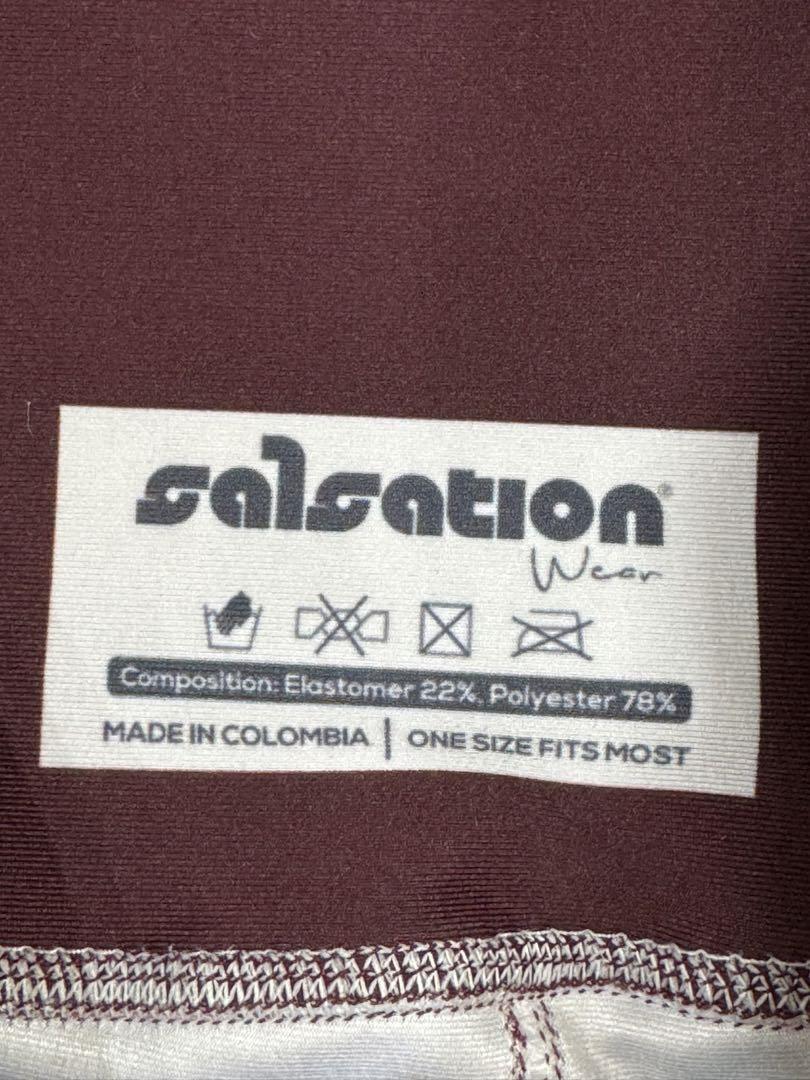 salsation®
Wear
Composition: Elastomer 22%, Polyester 78%
MADE IN COLOMBIA | ONE SIZE FITS MOST